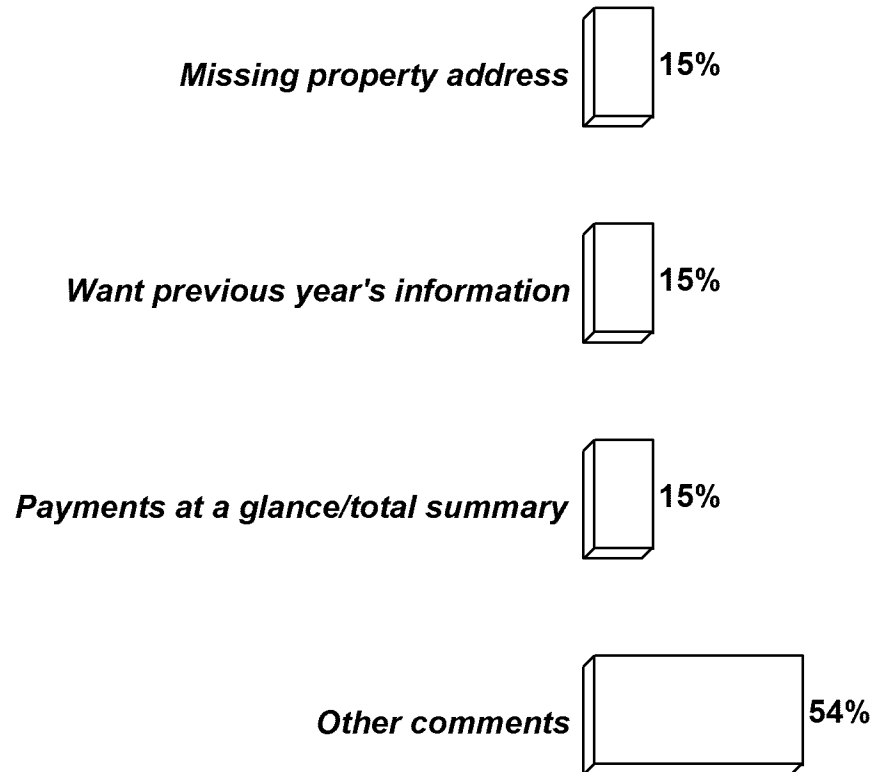 Missing property address 15%
Want previous year's information 15%
Payments at a glance/total summary 15%
Other comments 54%